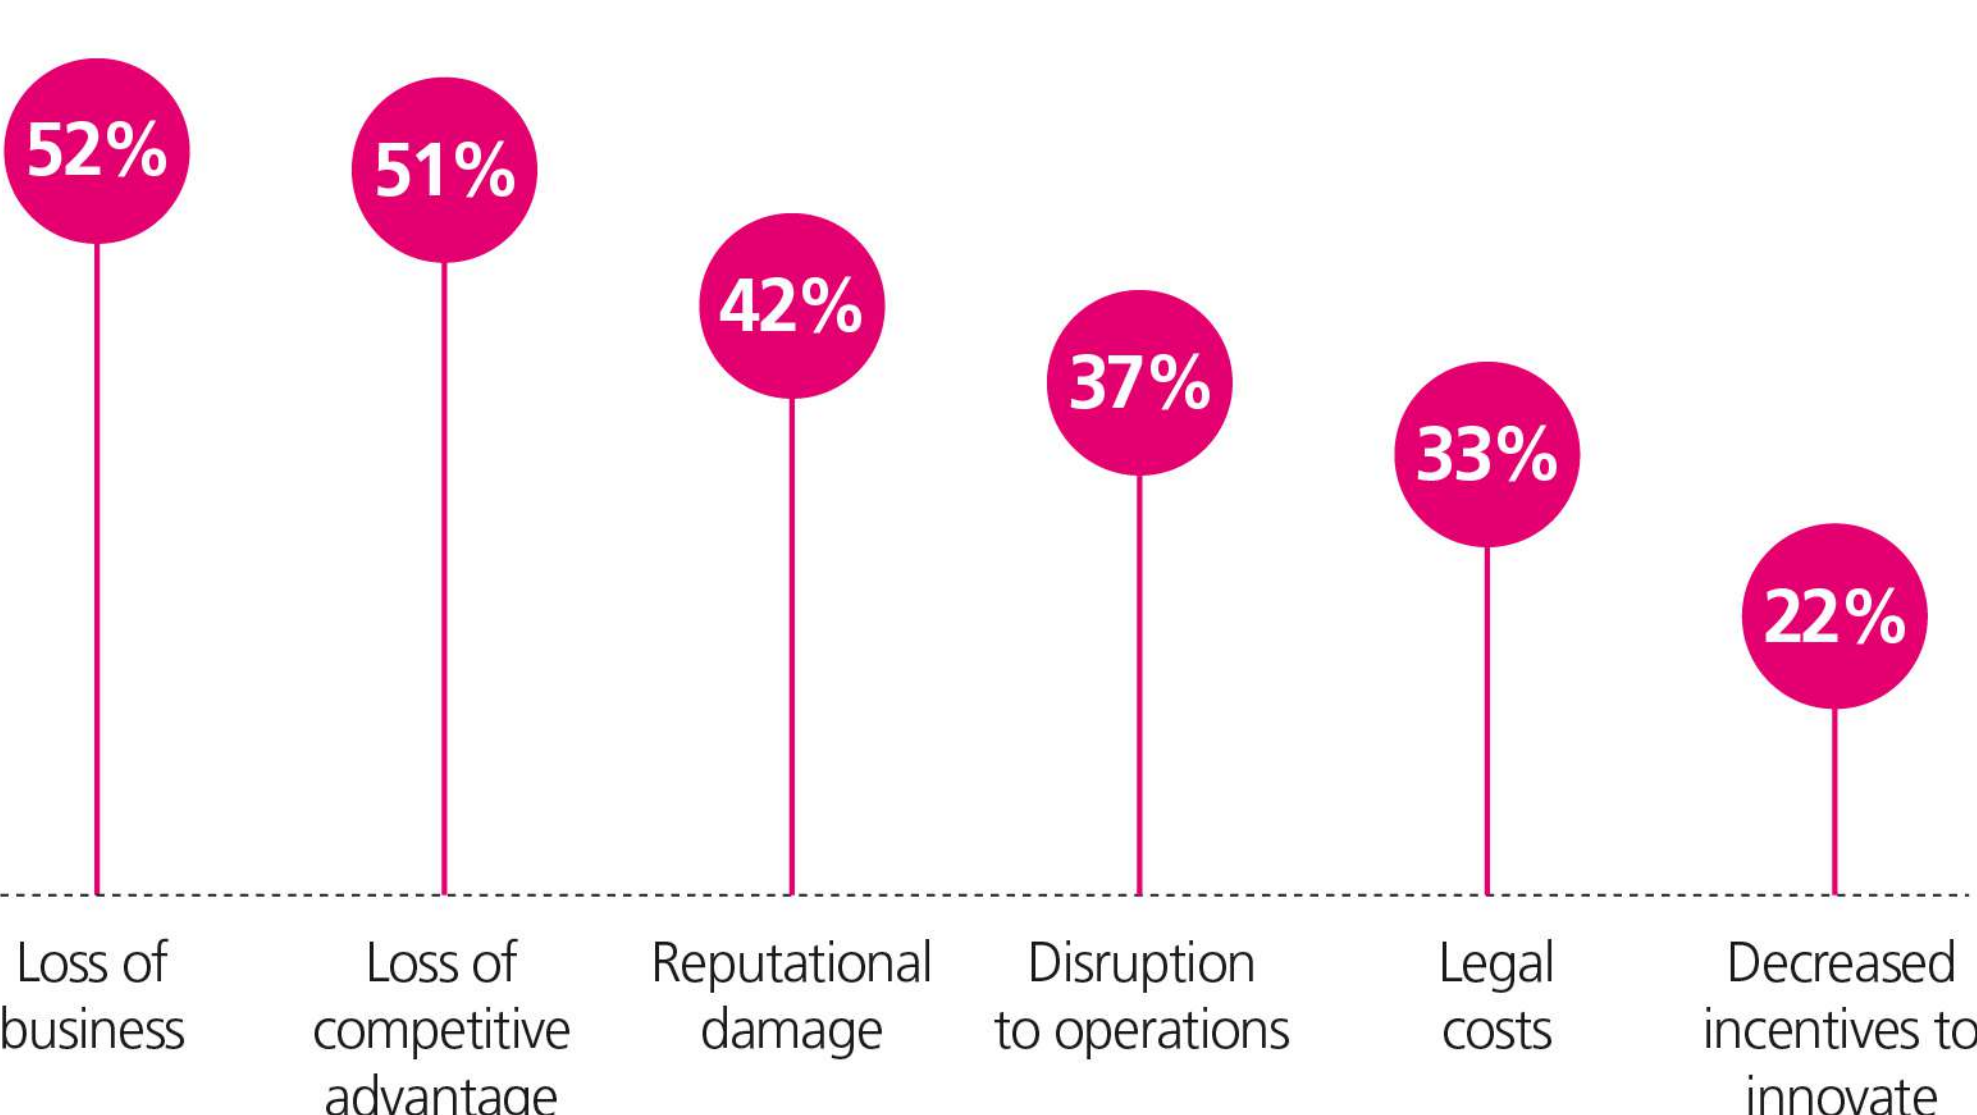 52%
51%
42%
37%
33%
22%
Loss of
business
Loss of
competitive
advantage
Reputational
damage
Disruption
to operations
Legal
costs
Decreased
incentives to
innovate